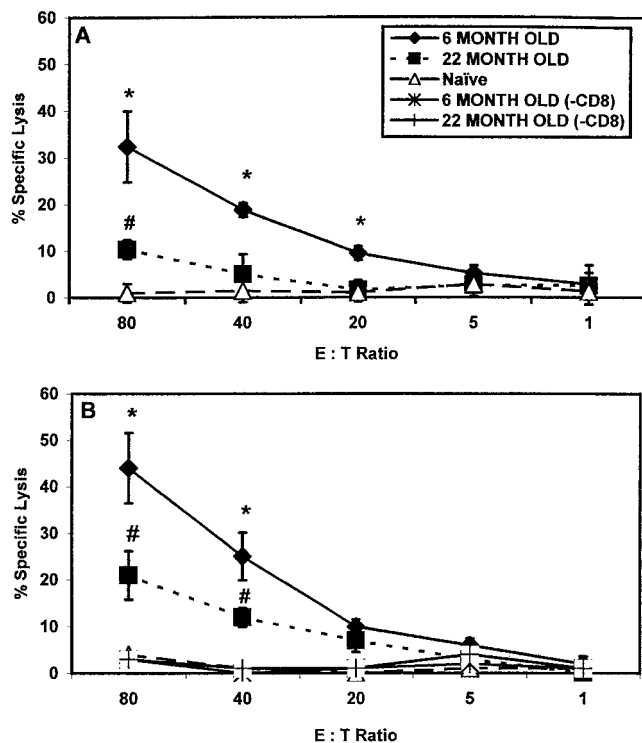 A
6 MONTH OLD
22 MONTH OLD
Naïve
6 MONTH OLD (-CD8)
22 MONTH OLD (-CD8)
% Specific Lysis
60
50
40
30
20
10
0
*
*
*
#
80 40 20 5 1
E : T Ratio
B
% Specific Lysis
60
50
40
30
20
10
0
*
*
#
#
80 40 20 5 1
E : T Ratio